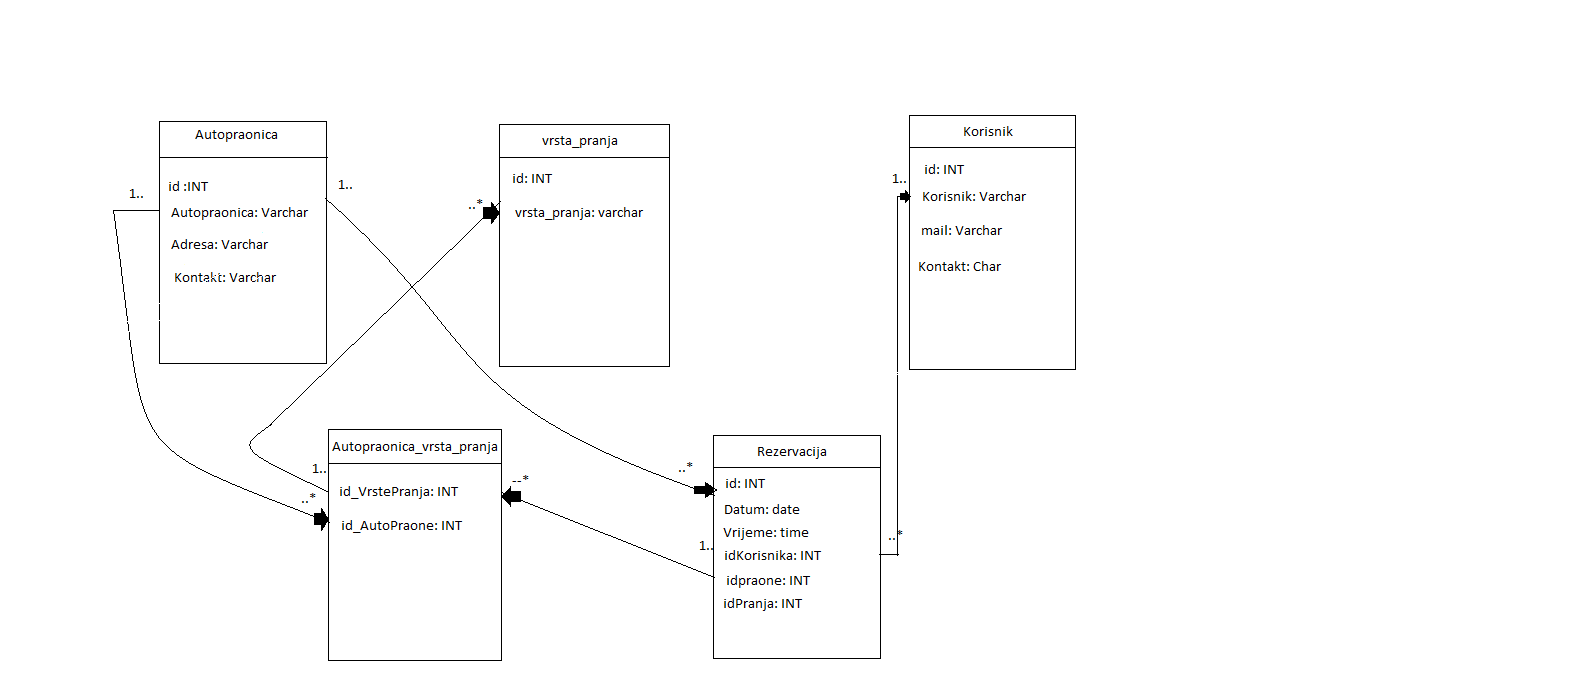 Autopraonica
id :INT
Autopraonica: Varchar
Adresa: Varchar
Kontakt: Varchar
1..
1..
vrsta_pranja
id: INT
vrsta_pranja: varchar
..*
Korisnik
id: INT
Korisnik: Varchar
mail: Varchar
Kontakt: Char
1..
Autopraonica_vrsta_pranja
id_VrstePranja: INT
id_AutoPraone: INT
1..
..*
--*
Rezervacija
id: INT
Datum: date
Vrijeme: time
idKorisnika: INT
idpraone: INT
idPranja: INT
..*
1..
..*